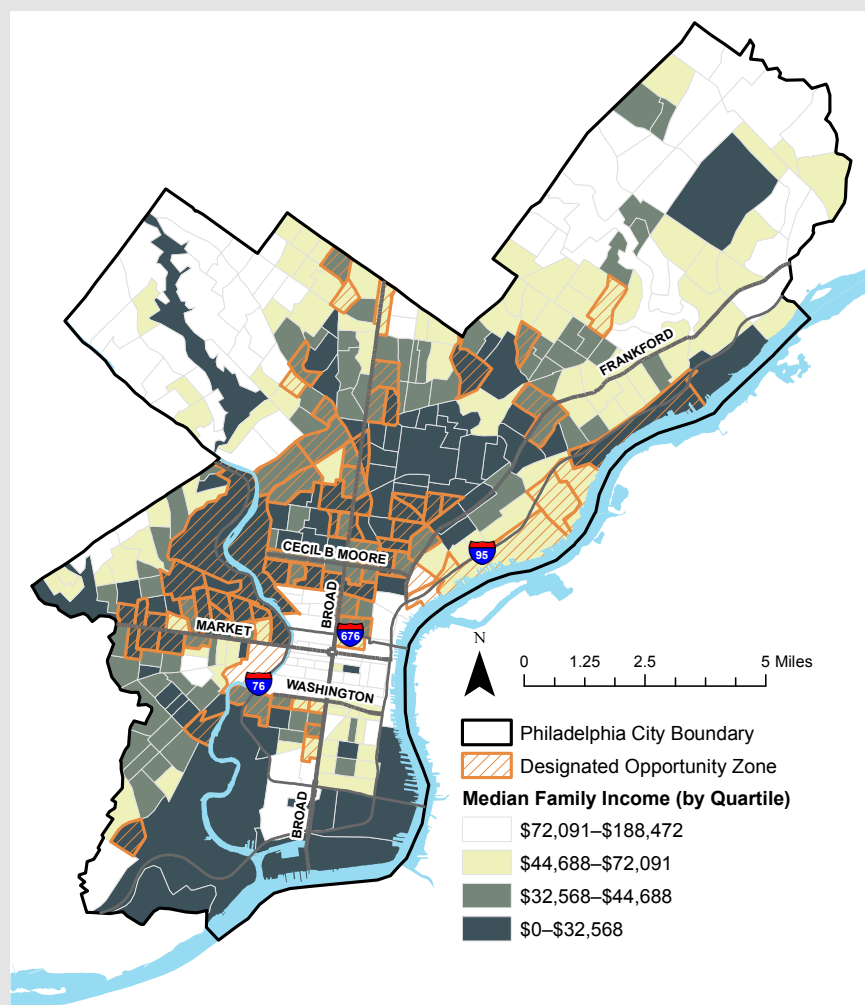 FRANKFORD
CECIL B MOORE
95
BROAD
MARKET
676
N
76
WASHINGTON
0 1.25 2.5 5 Miles
Philadelphia City Boundary
Designated Opportunity Zone
Median Family Income (by Quartile)
BROAD
$72,091–$188,472
$44,688–$72,091
$32,568–$44,688
$0–$32,568